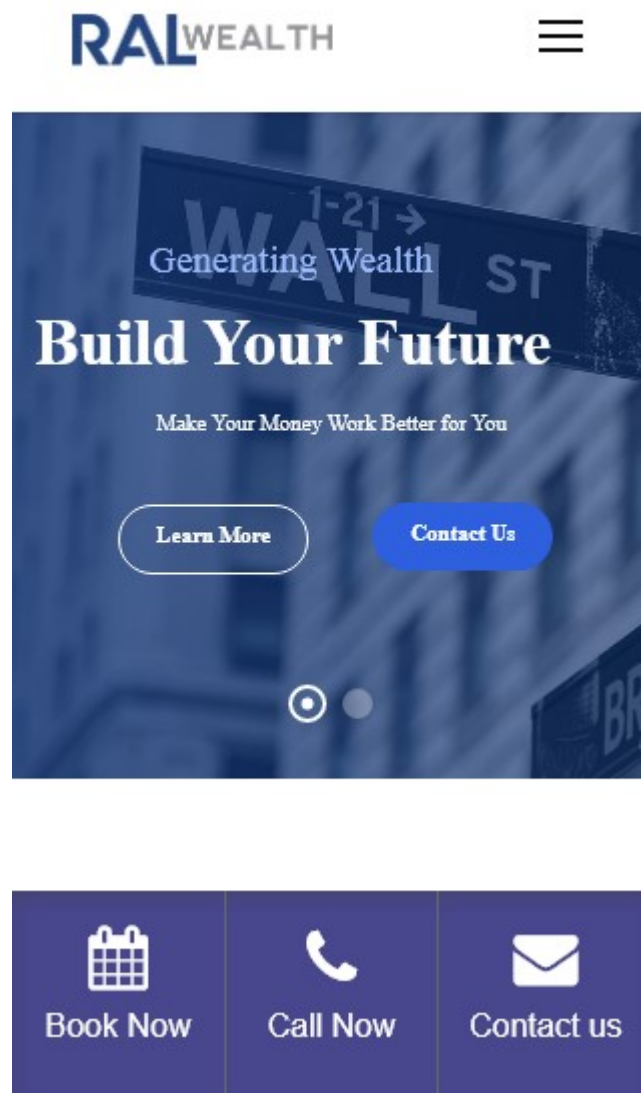 RALWEALTH
1-21 →
WALL ST
Generating Wealth
Build Your Future
Make Your Money Work Better for You
Learn More
Contact Us
BR
Book Now
Call Now
Contact us